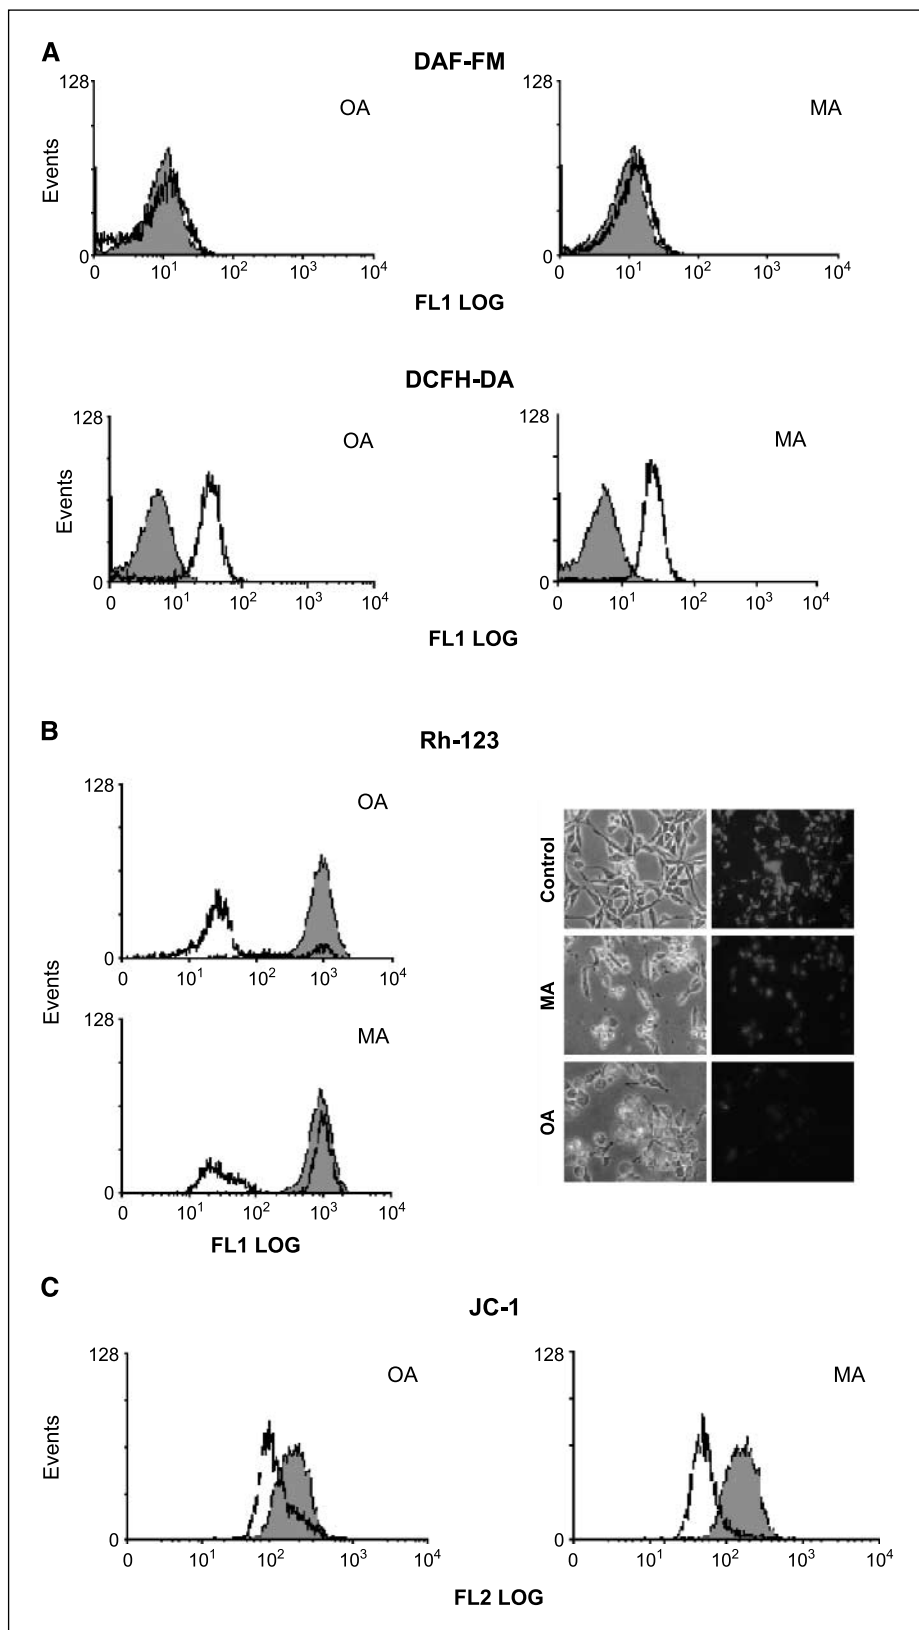 A
DAF-FM
128
OA
Events
0
0 10¹ 10² 10³ 10⁴
128
MA
0
0 10¹ 10² 10³ 10⁴
FL1 LOG
DCFH-DA
128
OA
Events
0
0 10¹ 10² 10³ 10⁴
128
MA
0
0 10¹ 10² 10³ 10⁴
FL1 LOG
B
Rh-123
128
OA
0
0 10¹ 10² 10³ 10⁴
Events
128
MA
0
0 10¹ 10² 10³ 10⁴
FL1 LOG
Control
MA
OA
C
JC-1
128
OA
Events
0
0 10¹ 10² 10³ 10⁴
128
MA
0
0 10¹ 10² 10³ 10⁴
FL2 LOG